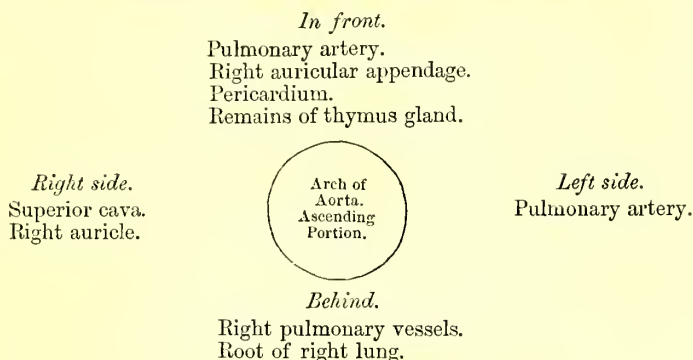 In front.
Pulmonary artery.
Right auricular appendage.
Pericardium.
Remains of thymus gland.
Right side.
Superior cava.
Right auricle.
Arch of
Aorta.
Ascending
Portion.
Left side.
Pulmonary artery.
Behind.
Right pulmonary vessels.
Root of right lung.